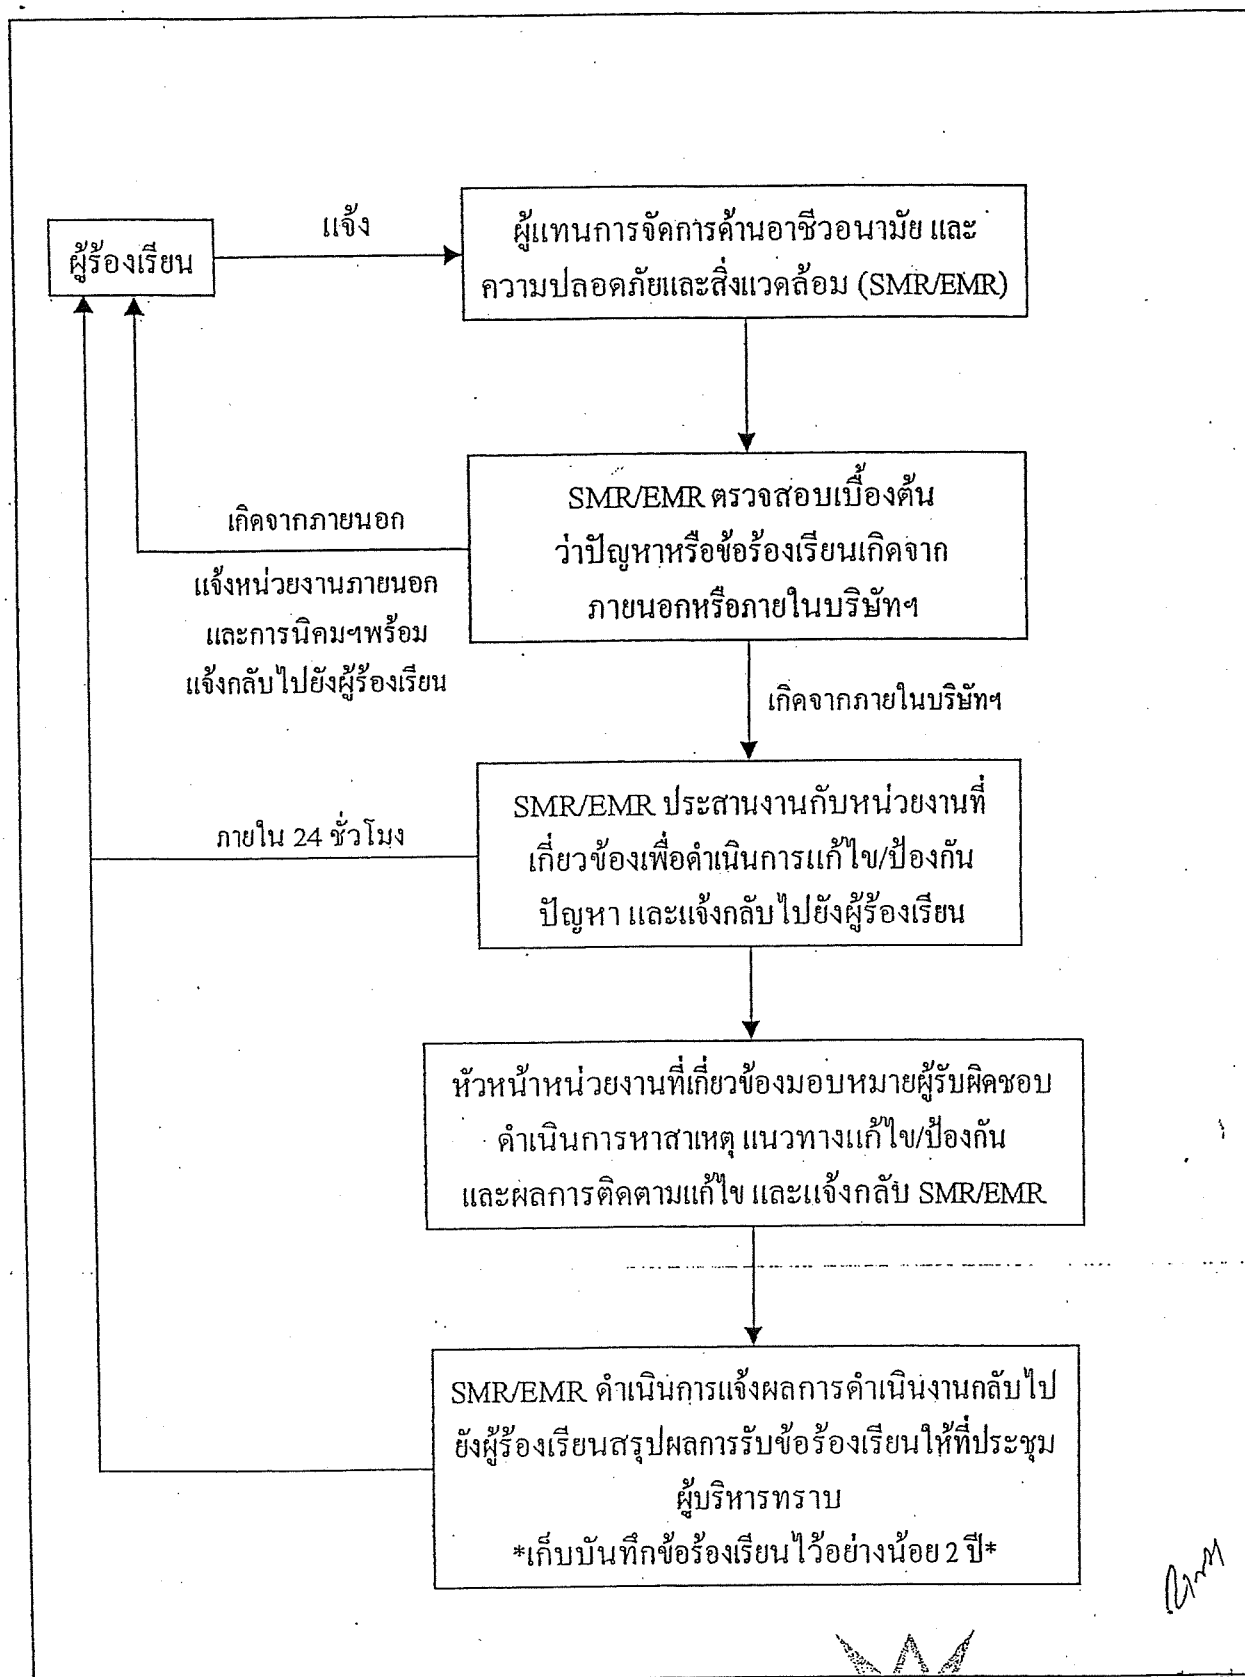 แจ้ง
ผู้ร้องเรียน
ผู้แทนการจัดการด้านอาชีวอนามัย และ
ความปลอดภัยและสิ่งแวดล้อม (SMR/EMR)
SMR/EMR ตรวจสอบเบื้องต้น
ว่าปัญหาหรือข้อร้องเรียนเกิดจาก
ภายนอกหรือภายในบริษัทฯ
เกิดจากภายนอก
แจ้งหน่วยงานภายนอก
และการนิคมฯพร้อม
แจ้งกลับไปยังผู้ร้องเรียน
เกิดจากภายในบริษัทฯ
SMR/EMR ประสานงานกับหน่วยงานที่
เกี่ยวข้องเพื่อดำเนินการแก้ไข/ป้องกัน
ปัญหา และแจ้งกลับไปยังผู้ร้องเรียน
ภายใน 24 ชั่วโมง
หัวหน้าหน่วยงานที่เกี่ยวข้องมอบหมายผู้รับผิดชอบ
ดำเนินการหาสาเหตุ แนวทางแก้ไข/ป้องกัน
และผลการติดตามแก้ไข และแจ้งกลับ SMR/EMR
SMR/EMR ดำเนินการแจ้งผลการดำเนินงานกลับไป
ยังผู้ร้องเรียนสรุปผลการรับข้อร้องเรียนให้ที่ประชุม
ผู้บริหารทราบ
*เก็บบันทึกข้อร้องเรียนไว้อย่างน้อย 2 ปี*